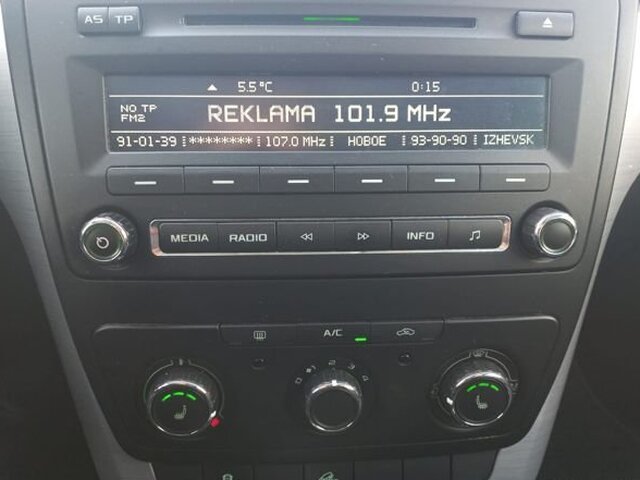 AS TP
5.5°C 0:15
NO TP
FM2
REKLAMA 101.9 MHz
91-01-39 ******** 107.0 MHz HOBOE 93-90-90 IZHEVSK
MEDIA RADIO INFO
A/C